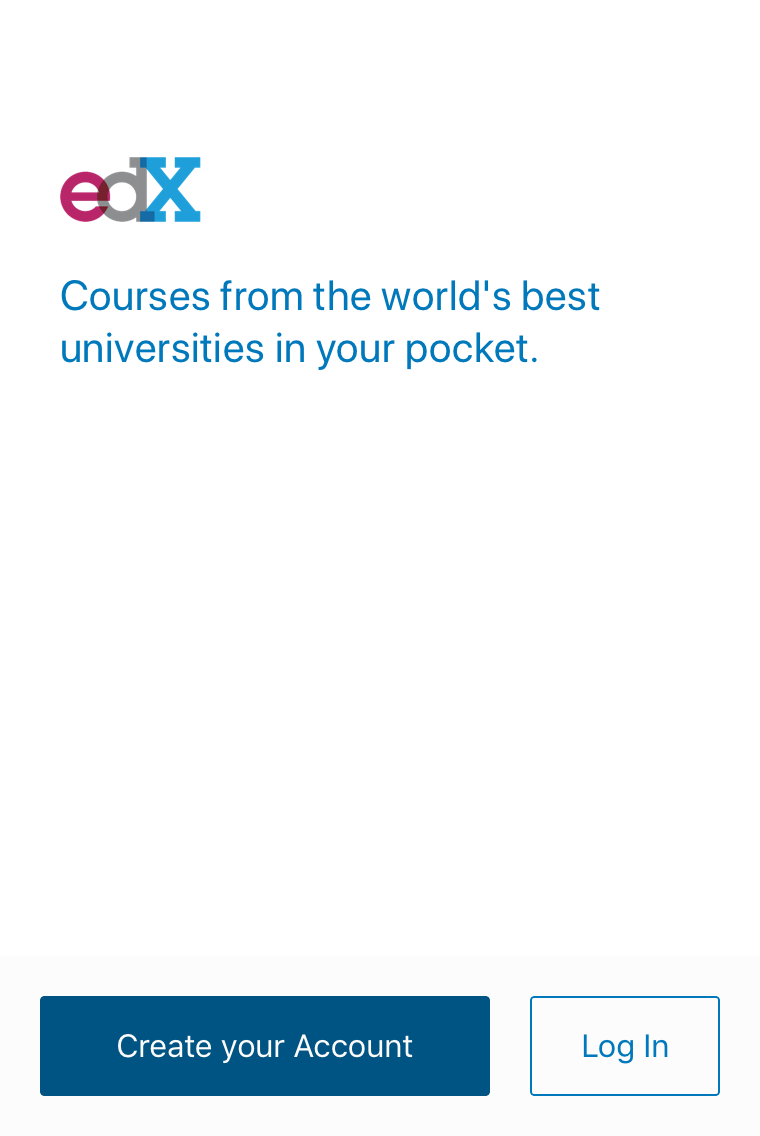 edX
Courses from the world's best
universities in your pocket.
Create your Account
Log In